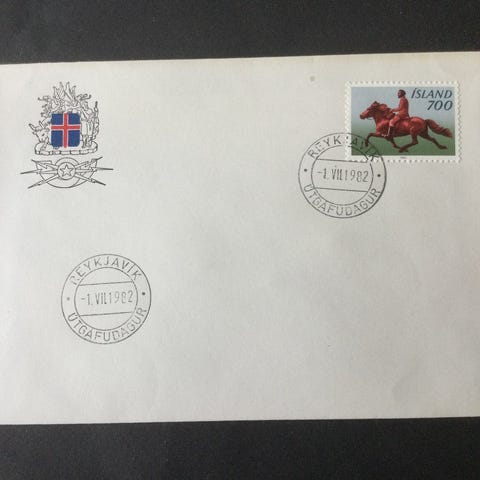 ÍSLAND
700
REYKJAVÍK
-1.VII.1982
ÚTGÁFUDAGUR
REYKJAVÍK
-1.VII.1982
ÚTGÁFUDAGUR